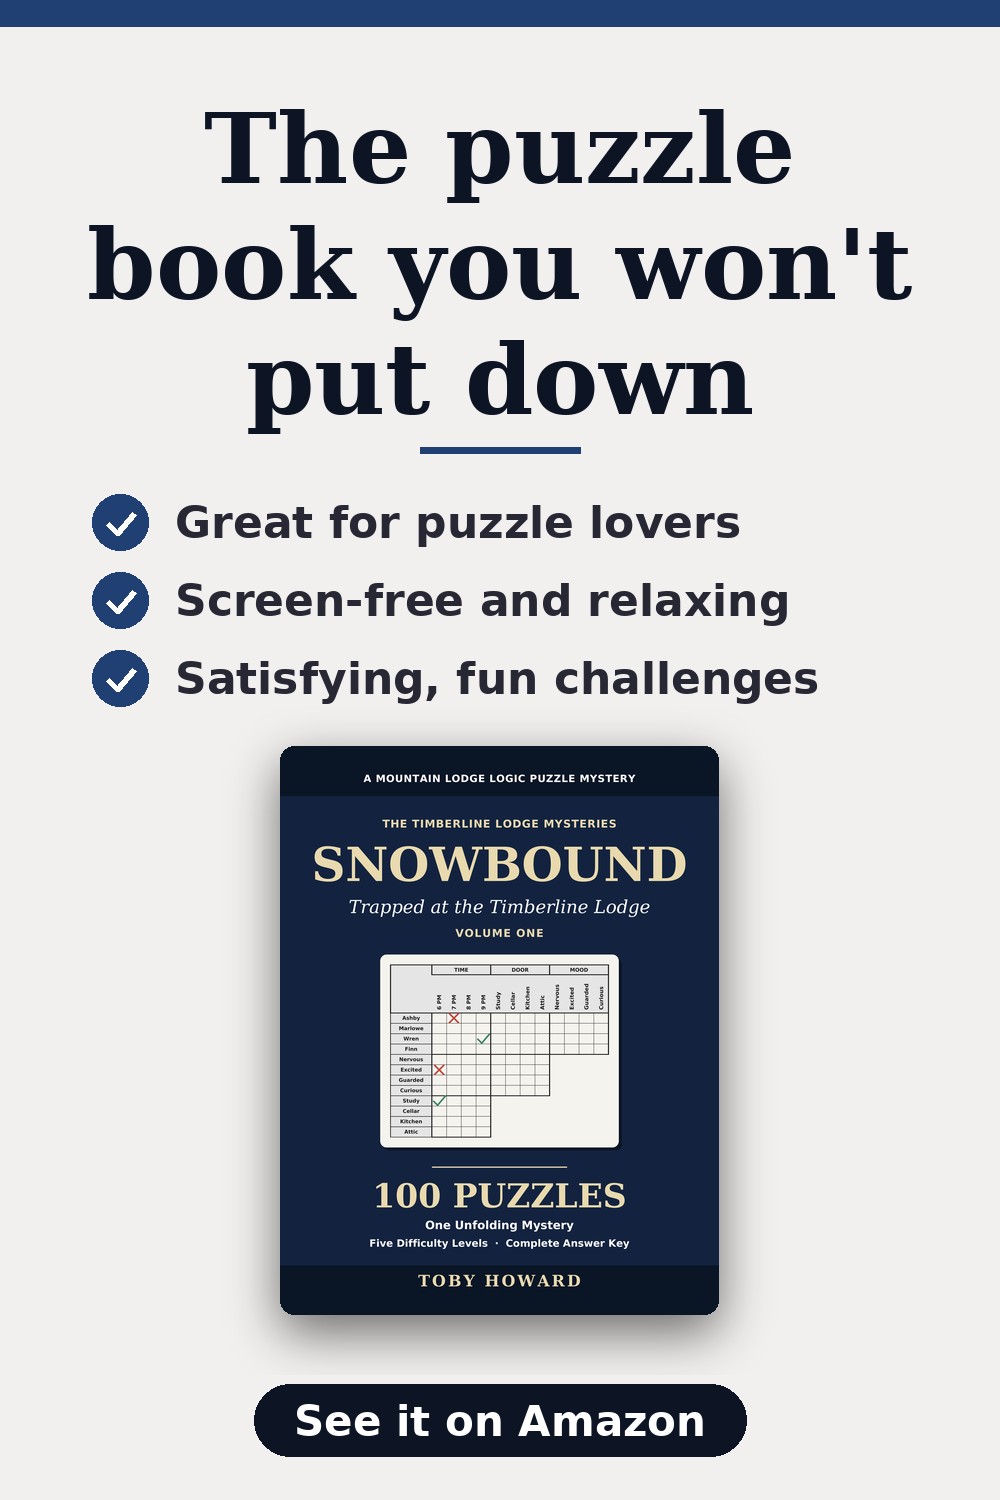 The puzzle
book you won't
put down
Great for puzzle lovers
Screen-free and relaxing
Satisfying, fun challenges
A MOUNTAIN LODGE LOGIC PUZZLE MYSTERY
THE TIMBERLINE LODGE MYSTERIES
SNOWBOUND
Trapped at the Timberline Lodge
VOLUME ONE
TIME DOOR MOOD
6 PM 7 PM 8 PM 9 PM Study Cellar Kitchen Attic Nervous Excited Guarded Curious
Ashby
Marlowe
Wren
Finn
Nervous
Excited
Guarded
Curious
Study
Cellar
Kitchen
Attic
100 PUZZLES
One Unfolding Mystery
Five Difficulty Levels · Complete Answer Key
TOBY HOWARD
See it on Amazon